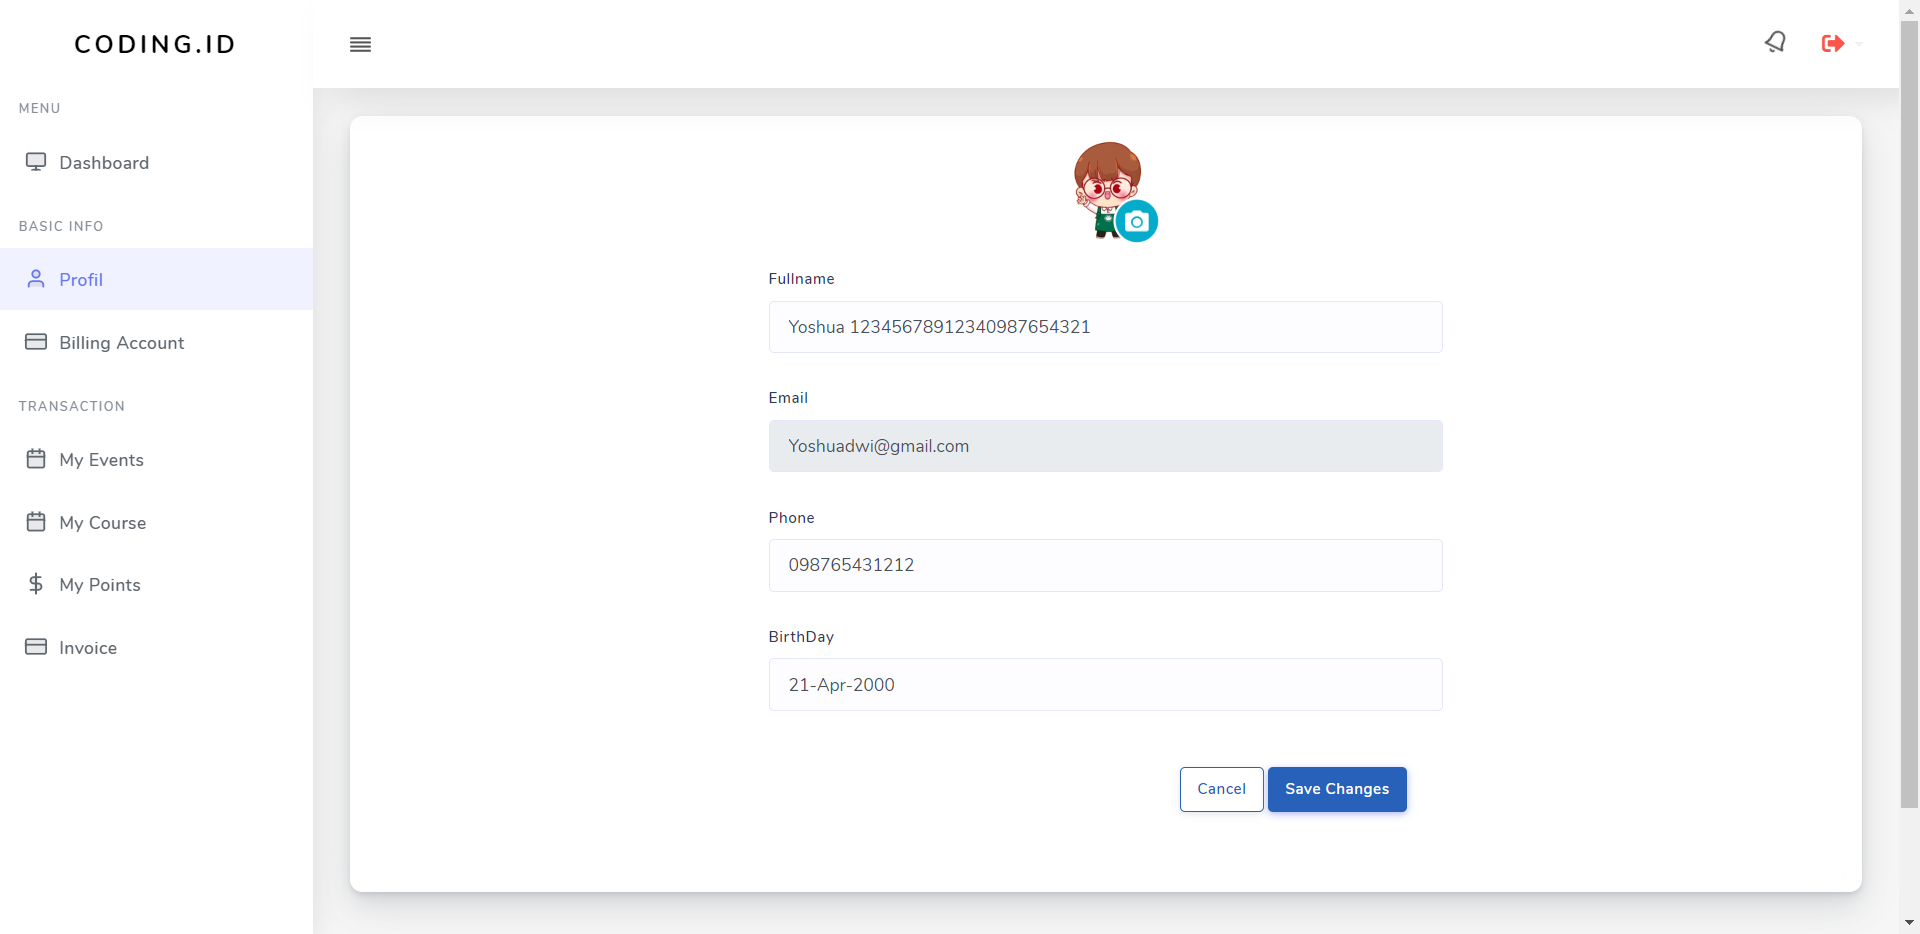 CODING.ID
MENU
Dashboard
BASIC INFO
Profil
Billing Account
TRANSACTION
My Events
My Course
My Points
Invoice
Fullname
Yoshua 12345678912340987654321
Email
Yoshuadwi@gmail.com
Phone
098765431212
BirthDay
21-Apr-2000
Cancel
Save Changes